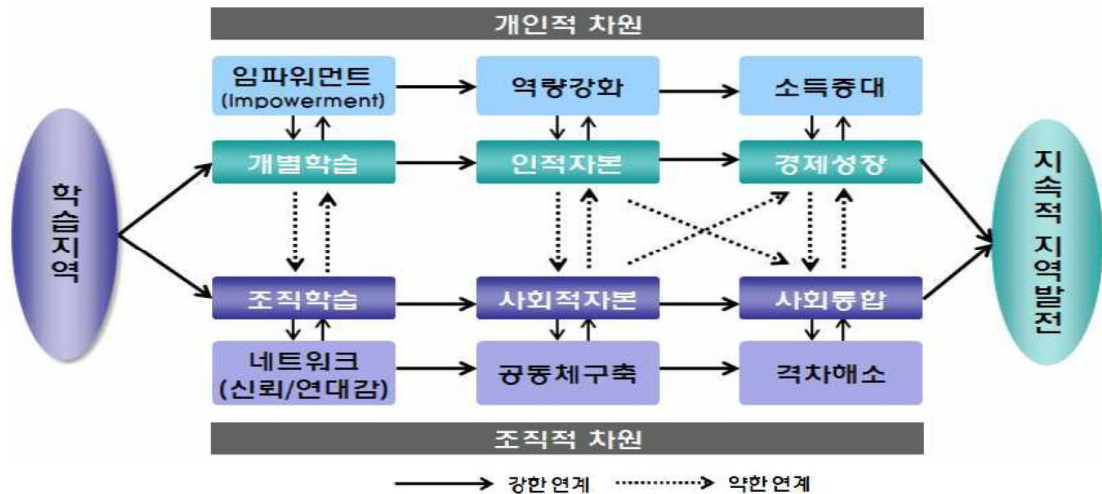 개인적 차원
임파워먼트
(Impowerment)
역량강화
소득증대
개별학습
인적자본
경제성장
학습지역
지속적 지역발전
조직학습
사회적자본
사회통합
네트워크
(신뢰/연대감)
공동체구축
격차해소
조직적 차원
강한 연계
약한 연계